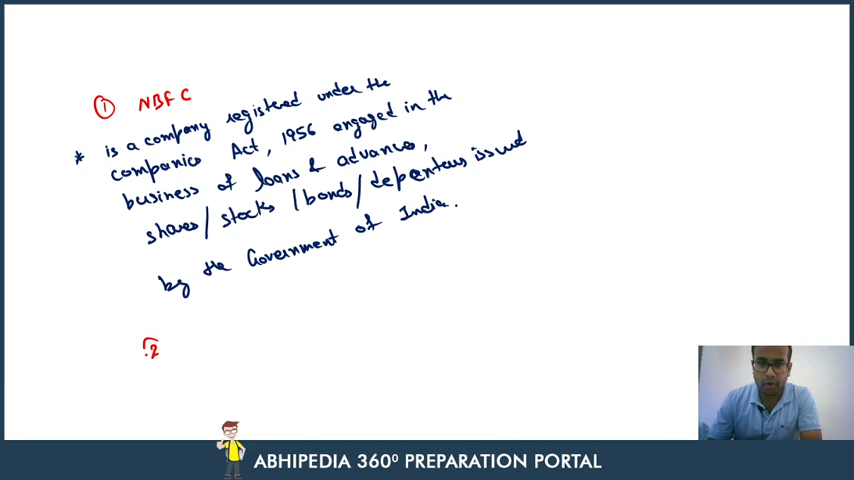 ① NBFC
* is a company registered under the
companies Act, 1956 engaged in the
business of loans & advances,
shares/ stocks /bonds/ depenteurs issued
by the Government of India.
2
ABHIPEDIA 360° PREPARATION PORTAL